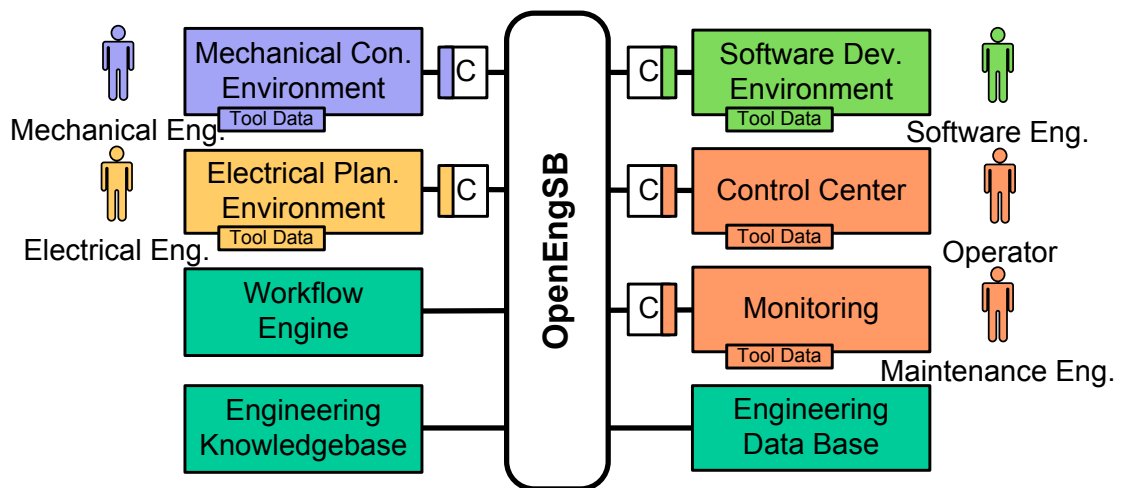 Mechanical Con.
Environment
Tool Data
C
Mechanical Eng.
Electrical Plan.
Environment
Tool Data
C
Electrical Eng.
Workflow
Engine
Engineering
Knowledgebase
OpenEngSB
C
Software Dev.
Environment
Tool Data
Software Eng.
C
Control Center
Tool Data
Operator
C
Monitoring
Tool Data
Maintenance Eng.
Engineering
Data Base